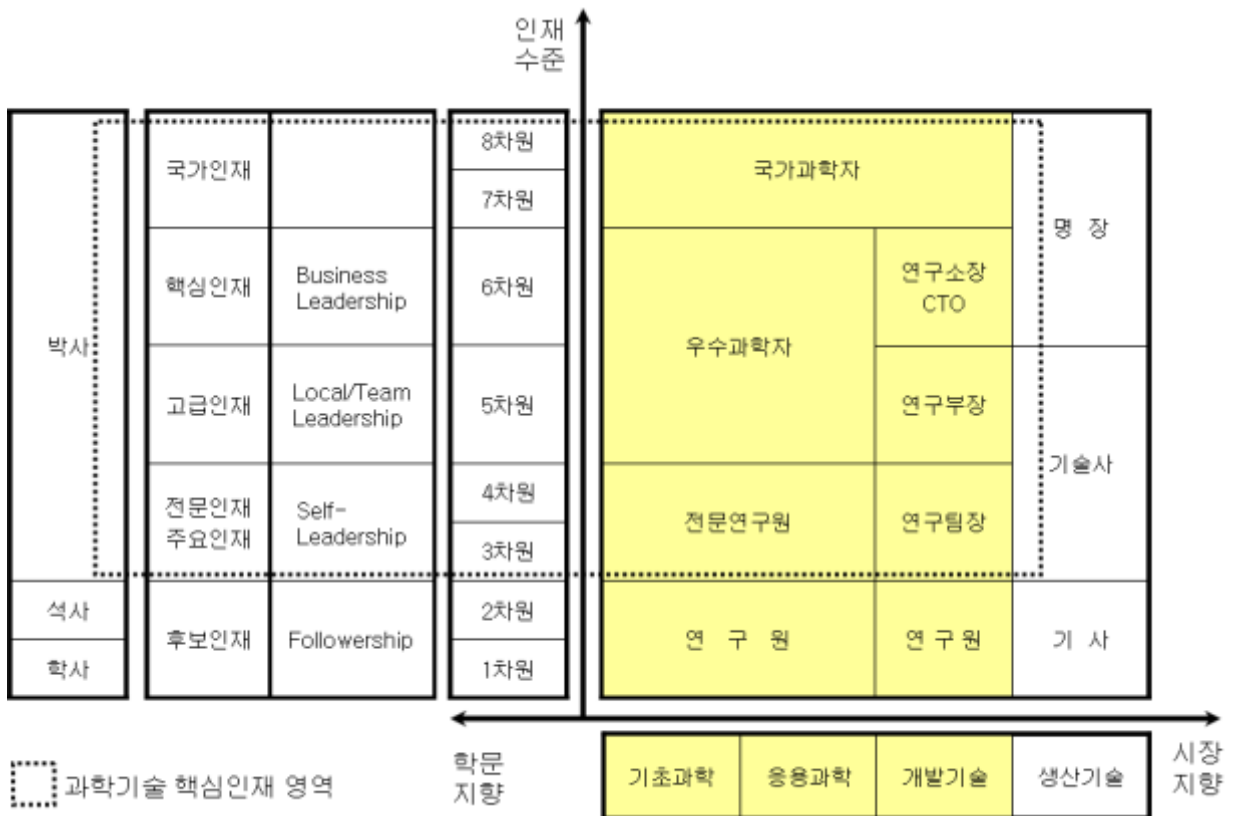 인재
수준
박사
석사
학사
국가인재
핵심인재
Business
Leadership
고급인재
Local/Team
Leadership
전문인재
주요인재
Self-
Leadership
후보인재
Followership
8차원
7차원
6차원
5차원
4차원
3차원
2차원
1차원
국가과학자
명 장
우수과학자
연구소장
CTO
연구부장
기술사
전문연구원
연구팀장
연 구 원
연 구 원
기 사
학문
지향
기초과학
응용과학
개발기술
생산기술
시장
지향
과학기술 핵심인재 영역